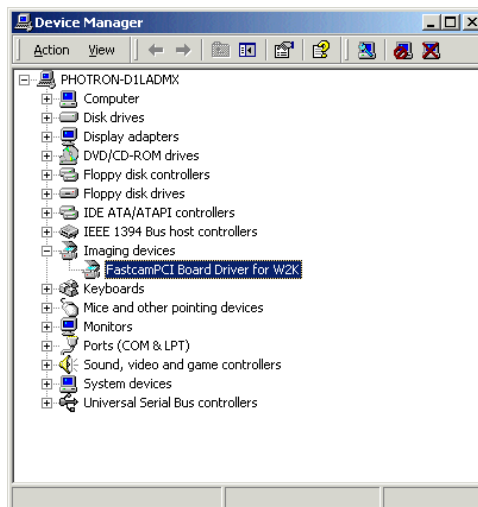 Device Manager
Action View
PHOTRON-D1LADMX
Computer
Disk drives
Display adapters
DVD/CD-ROM drives
Floppy disk controllers
Floppy disk drives
IDE ATA/ATAPI controllers
IEEE 1394 Bus host controllers
Imaging devices
FastcamPCI Board Driver for W2K
Keyboards
Mice and other pointing devices
Monitors
Ports (COM & LPT)
Sound, video and game controllers
System devices
Universal Serial Bus controllers